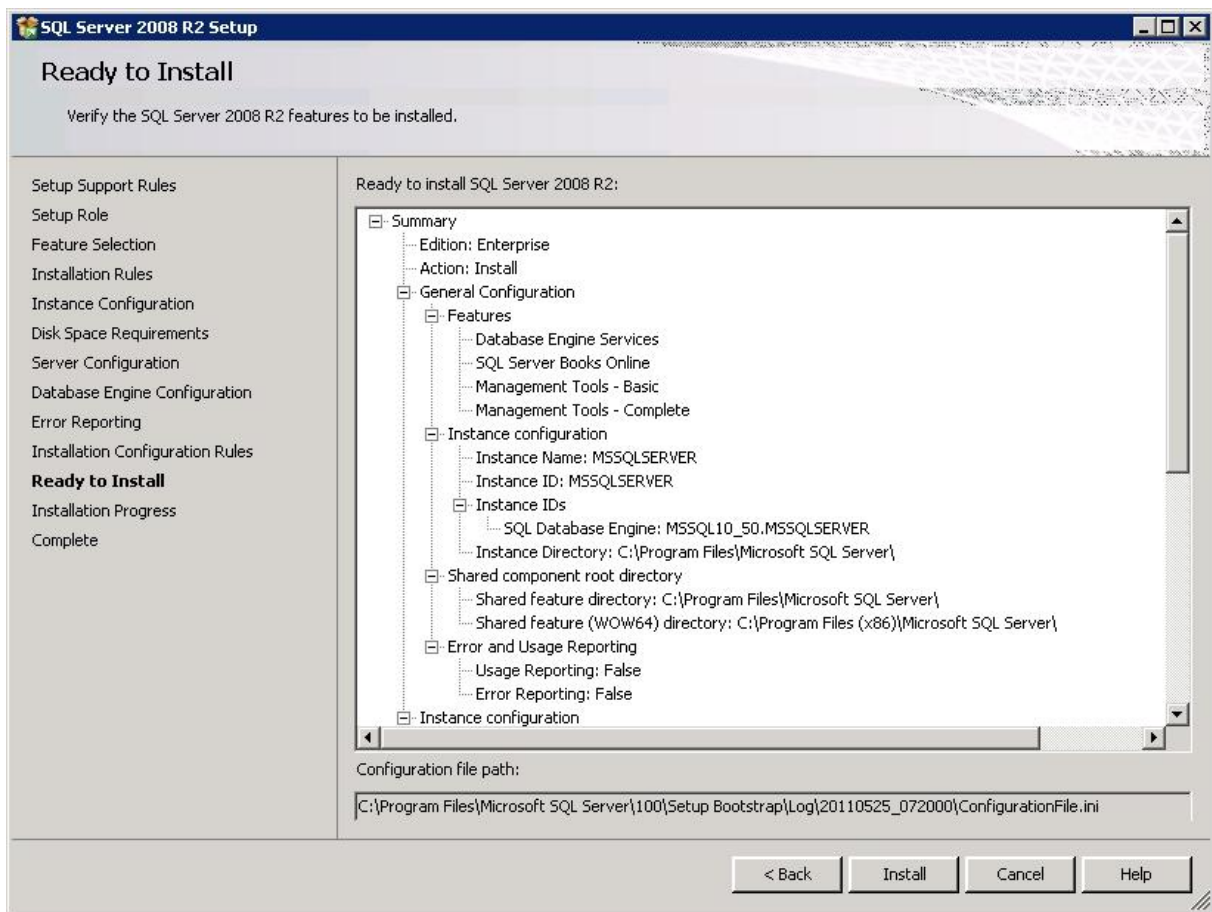 SQL Server 2008 R2 Setup
Ready to Install
Verify the SQL Server 2008 R2 features to be installed.
Setup Support Rules
Setup Role
Feature Selection
Installation Rules
Instance Configuration
Disk Space Requirements
Server Configuration
Database Engine Configuration
Error Reporting
Installation Configuration Rules
Ready to Install
Installation Progress
Complete
Ready to install SQL Server 2008 R2:
Summary
Edition: Enterprise
Action: Install
General Configuration
Features
Database Engine Services
SQL Server Books Online
Management Tools - Basic
Management Tools - Complete
Instance configuration
Instance Name: MSSQLSERVER
Instance ID: MSSQLSERVER
Instance IDs
SQL Database Engine: MSSQL10_50.MSSQLSERVER
Instance Directory: C:\Program Files\Microsoft SQL Server\
Shared component root directory
Shared feature directory: C:\Program Files\Microsoft SQL Server\
Shared feature (WOW64) directory: C:\Program Files (x86)\Microsoft SQL Server\
Error and Usage Reporting
Usage Reporting: False
Error Reporting: False
Instance configuration
Configuration file path:
C:\Program Files\Microsoft SQL Server\100\Setup Bootstrap\Log\20110525_072000\ConfigurationFile.ini
< Back
Install
Cancel
Help